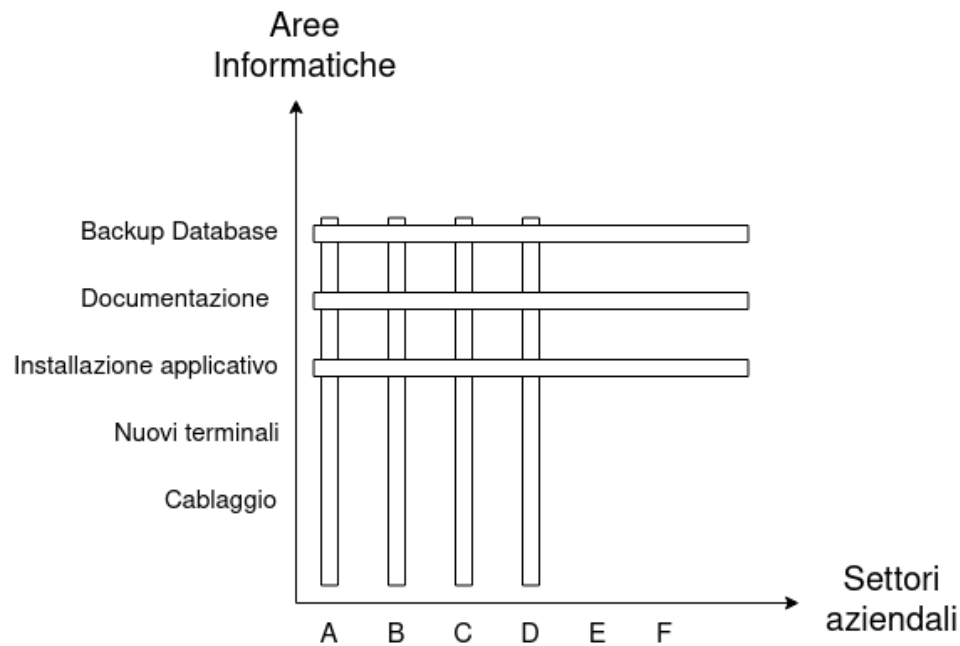 Aree
Informatiche
Backup Database
Documentazione
Installazione applicativo
Nuovi terminali
Cablaggio
Settori
aziendali
A B C D E F